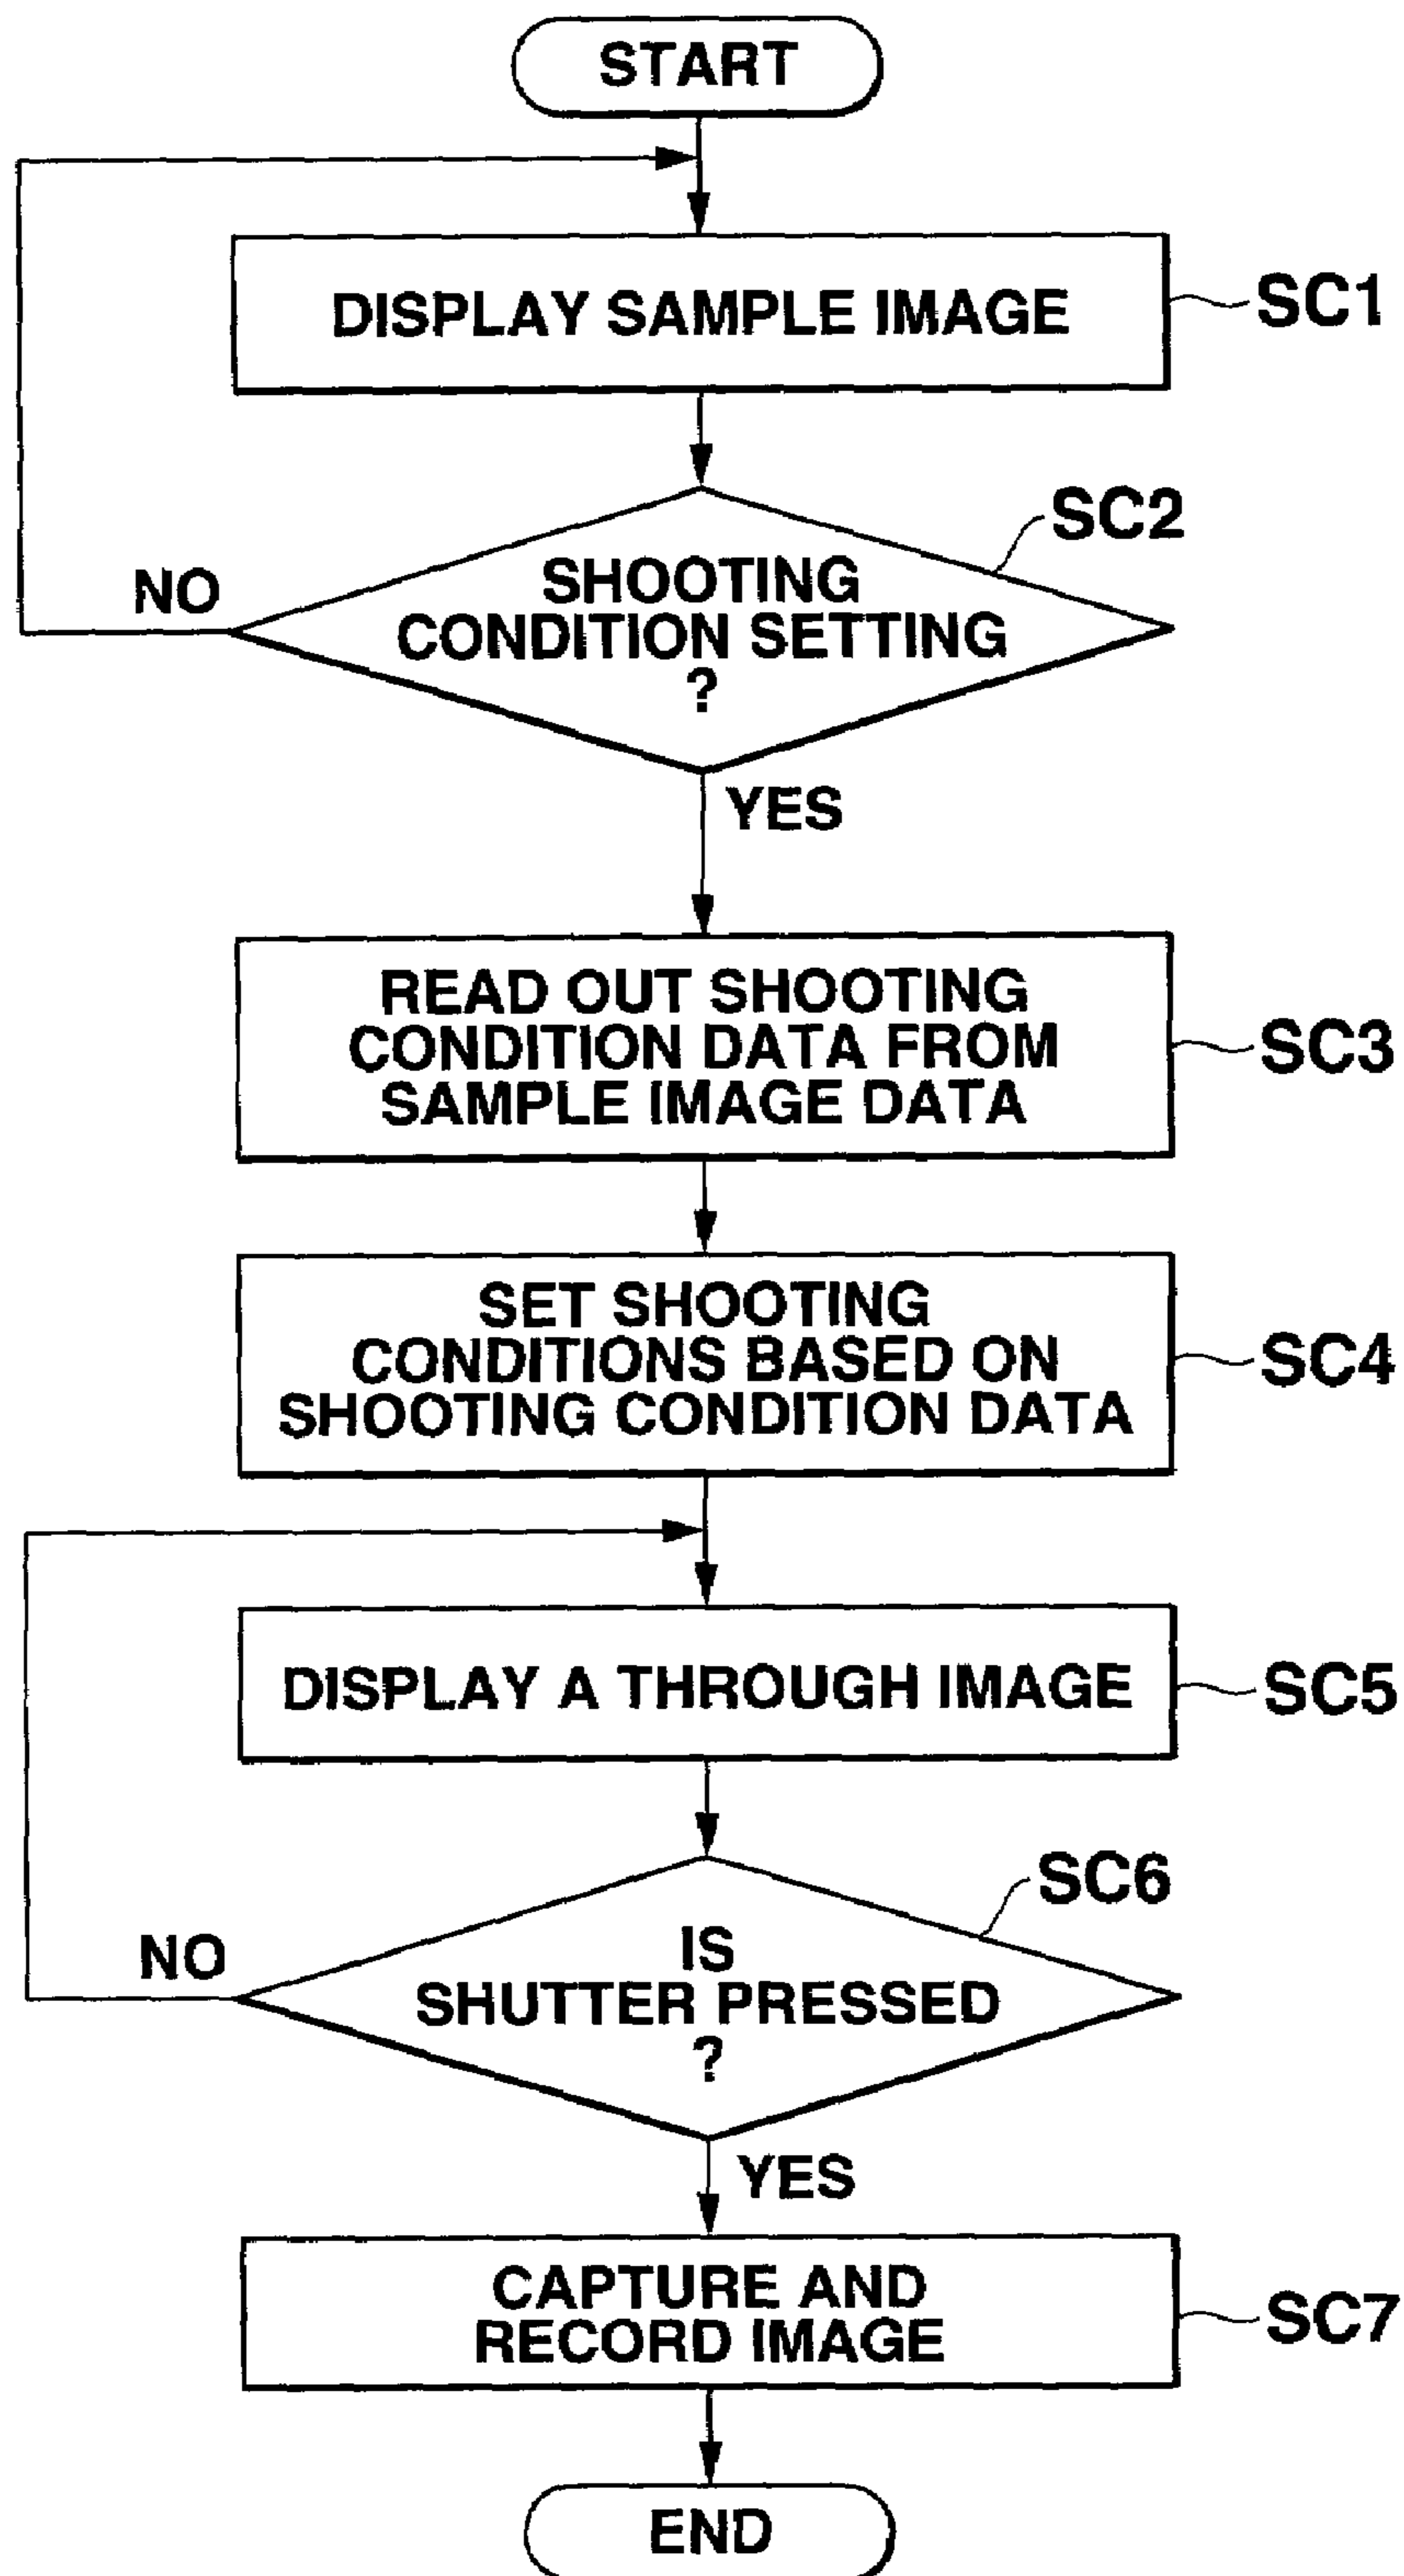 START
DISPLAY SAMPLE IMAGE
SC1
SC2
SHOOTING
CONDITION SETTING
?
NO
YES
READ OUT SHOOTING
CONDITION DATA FROM
SAMPLE IMAGE DATA
SC3
SET SHOOTING
CONDITIONS BASED ON
SHOOTING CONDITION DATA
SC4
DISPLAY A THROUGH IMAGE
SC5
SC6
IS
SHUTTER PRESSED
?
NO
YES
CAPTURE AND
RECORD IMAGE
SC7
END